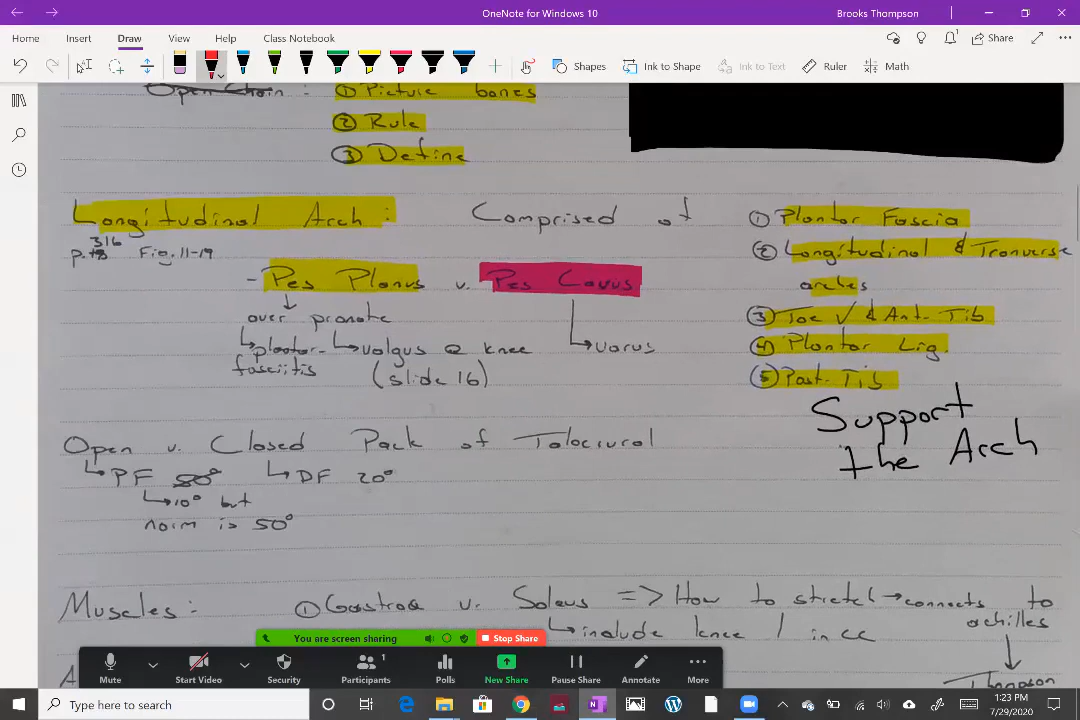 OneNote for Windows 10
Brooks Thompson
Home Insert Draw View Help Class Notebook
Share
Shapes Ink to Shape Ink to Text Ruler Math
Open Chain : ① Picture bones
② Rule
③ Define
Longitudinal Arch : Comprised of ① Plantar Fascia
p. 316 Fig. 11-19
② Longitudinal & Tranverse
arches
- Pes Planus v. Pes Cavus
③ Toe V & Ant. Tib
over pronate
④ Plantar Lig.
↳plantar- ↳valgus @ knee ↳varus
fasciitis (slide 16)
⑤ Post. Tib
Support
the Arch
Open v. Closed Pack of Talocrural
↳PF 50° ↳DF 20°
↳10° but
norm is 50°
Muscles : ① Gastroc v. Soleus => How to stretch → connects to
achilles
↳include knee / in cc
Thompson
You are screen sharing Stop Share
Mute Start Video Security Participants 1 Polls New Share Pause Share Annotate More
Type here to search
1:23 PM
7/29/2020